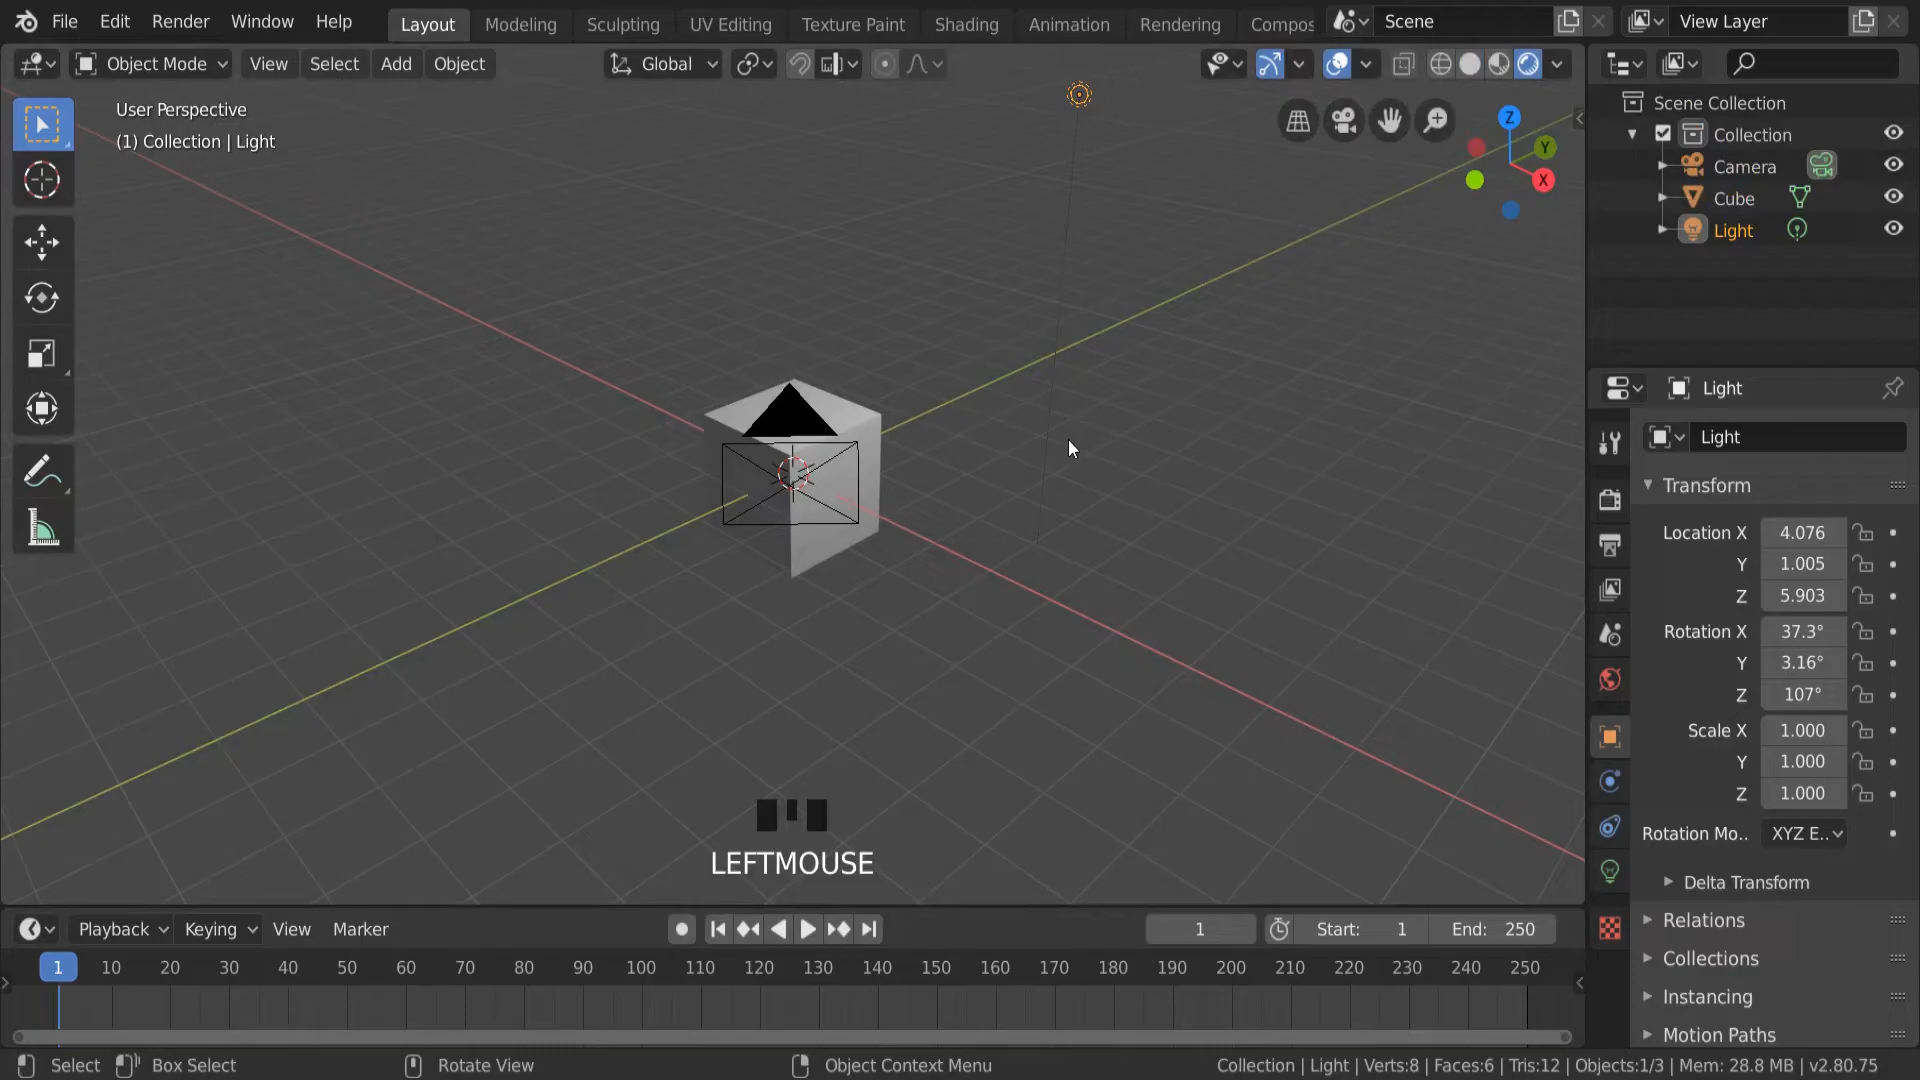 File Edit Render Window Help Layout Modeling Sculpting UV Editing Texture Paint Shading Animation Rendering Compos Scene View Layer
Object Mode View Select Add Object Global
User Perspective
(1) Collection | Light
Z
Y
X
Scene Collection
Collection
Camera
Cube
Light
Light
Light
Transform
Location X 4.076
Y 1.005
Z 5.903
Rotation X 37.3°
Y 3.16°
Z 107°
Scale X 1.000
Y 1.000
Z 1.000
Rotation Mo.. XYZ E..
Delta Transform
Relations
Collections
Instancing
Motion Paths
LEFTMOUSE
Playback Keying View Marker 1 Start: 1 End: 250
1 10 20 30 40 50 60 70 80 90 100 110 120 130 140 150 160 170 180 190 200 210 220 230 240 250
Select Box Select Rotate View Object Context Menu Collection | Light | Verts:8 | Faces:6 | Tris:12 | Objects:1/3 | Mem: 28.8 MB | v2.80.75